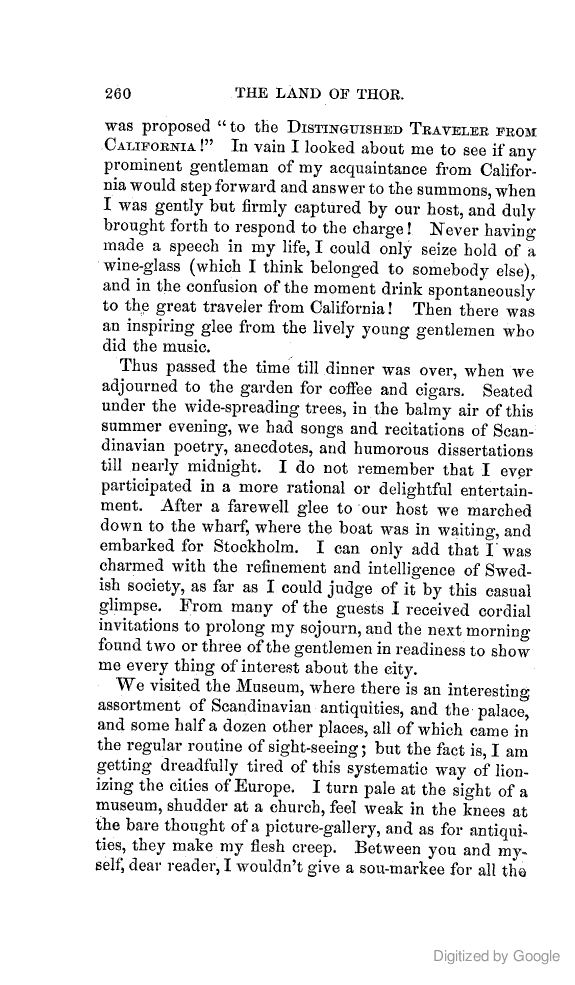 260 THE LAND OF THOR.
was proposed "to the DISTINGUISHED TRAVELER FROM
CALIFORNIA!" In vain I looked about me to see if any
prominent gentleman of my acquaintance from Califor-
nia would step forward and answer to the summons, when
I was gently but firmly captured by our host, and duly
brought forth to respond to the charge! Never having
made a speech in my life, I could only seize hold of a
wine-glass (which I think belonged to somebody else),
and in the confusion of the moment drink spontaneously
to the great traveler from California! Then there was
an inspiring glee from the lively young gentlemen who
did the music.
Thus passed the time till dinner was over, when we
adjourned to the garden for coffee and cigars. Seated
under the wide-spreading trees, in the balmy air of this
summer evening, we had songs and recitations of Scan-
dinavian poetry, anecdotes, and humorous dissertations
till nearly midnight. I do not remember that I ever
participated in a more rational or delightful entertain-
ment. After a farewell glee to our host we marched
down to the wharf, where the boat was in waiting, and
embarked for Stockholm. I can only add that I was
charmed with the refinement and intelligence of Swed-
ish society, as far as I could judge of it by this casual
glimpse. From many of the guests I received cordial
invitations to prolong my sojourn, and the next morning
found two or three of the gentlemen in readiness to show
me every thing of interest about the city.
We visited the Museum, where there is an interesting
assortment of Scandinavian antiquities, and the palace,
and some half a dozen other places, all of which came in
the regular routine of sight-seeing; but the fact is, I am
getting dreadfully tired of this systematic way of lion-
izing the cities of Europe. I turn pale at the sight of a
museum, shudder at a church, feel weak in the knees at
the bare thought of a picture-gallery, and as for antiqui-
ties, they make my flesh creep. Between you and my-
self, dear reader, I wouldn't give a sou-markee for all the
Digitized by Google